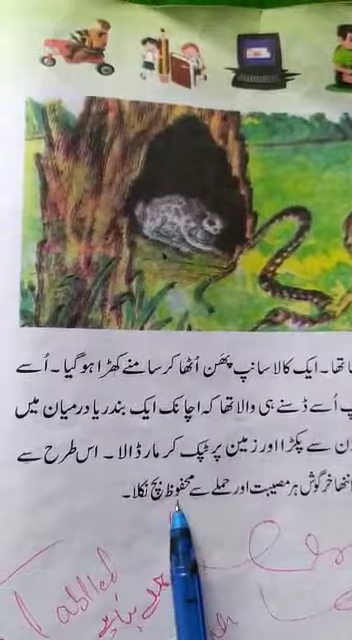 تھا۔ ایک کالا سانپ پھن اُٹھا کر سامنے کھڑا ہو گیا۔ اُسے
اُسے ڈسنے ہی والا تھا کہ اچانک ایک بندر یا درمیان میں
سے پکڑا اور زمین پر پٹک کر مار ڈالا۔ اس طرح سے
ننھا خرگوش ہر مصیبت اور حملے سے محفوظ بچ نکلا۔